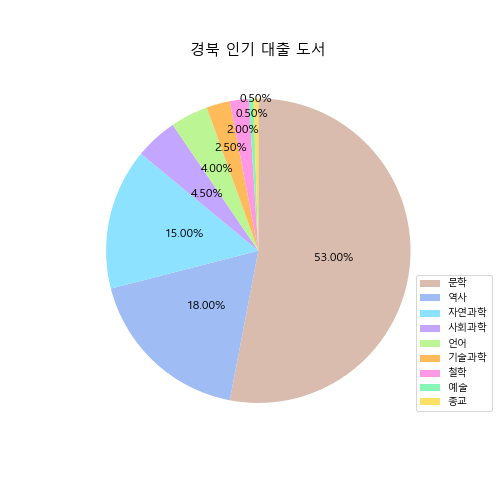 경북 인기 대출 도서
0.50%
0.50%
2.00%
2.50%
4.00%
4.50%
15.00%
53.00%
18.00%
문학
역사
자연과학
사회과학
언어
기술과학
철학
예술
종교